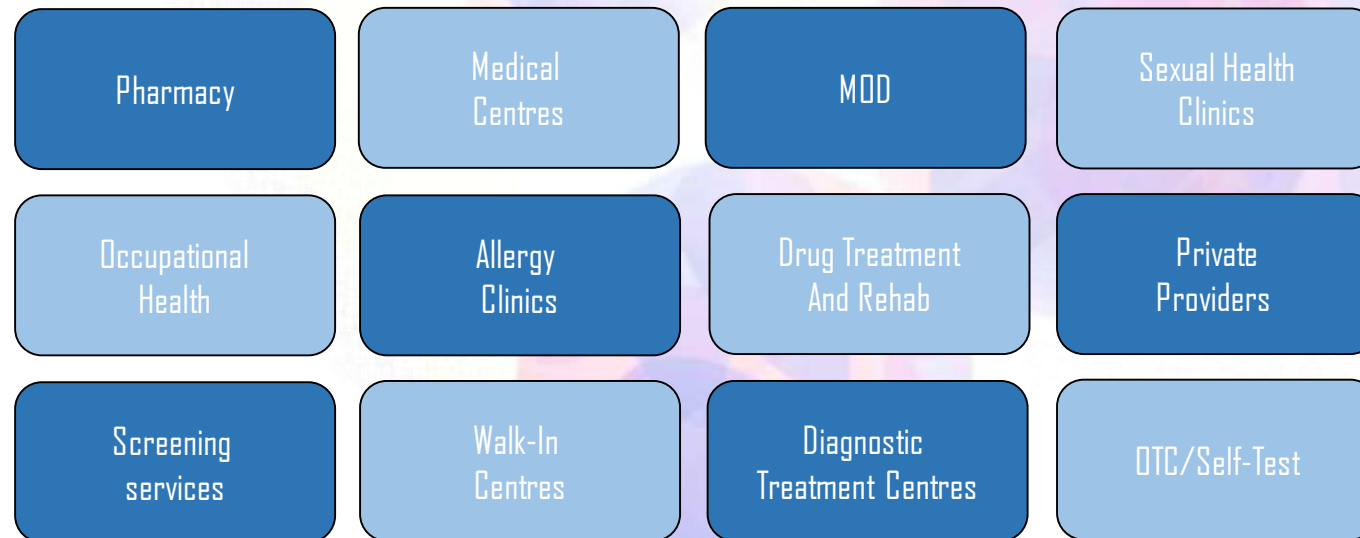 Pharmacy
Medical
Centres
MOD
Sexual Health
Clinics
Occupational
Health
Allergy
Clinics
Drug Treatment
And Rehab
Private
Providers
Screening
services
Walk-In
Centres
Diagnostic
Treatment Centres
OTC/Self-Test